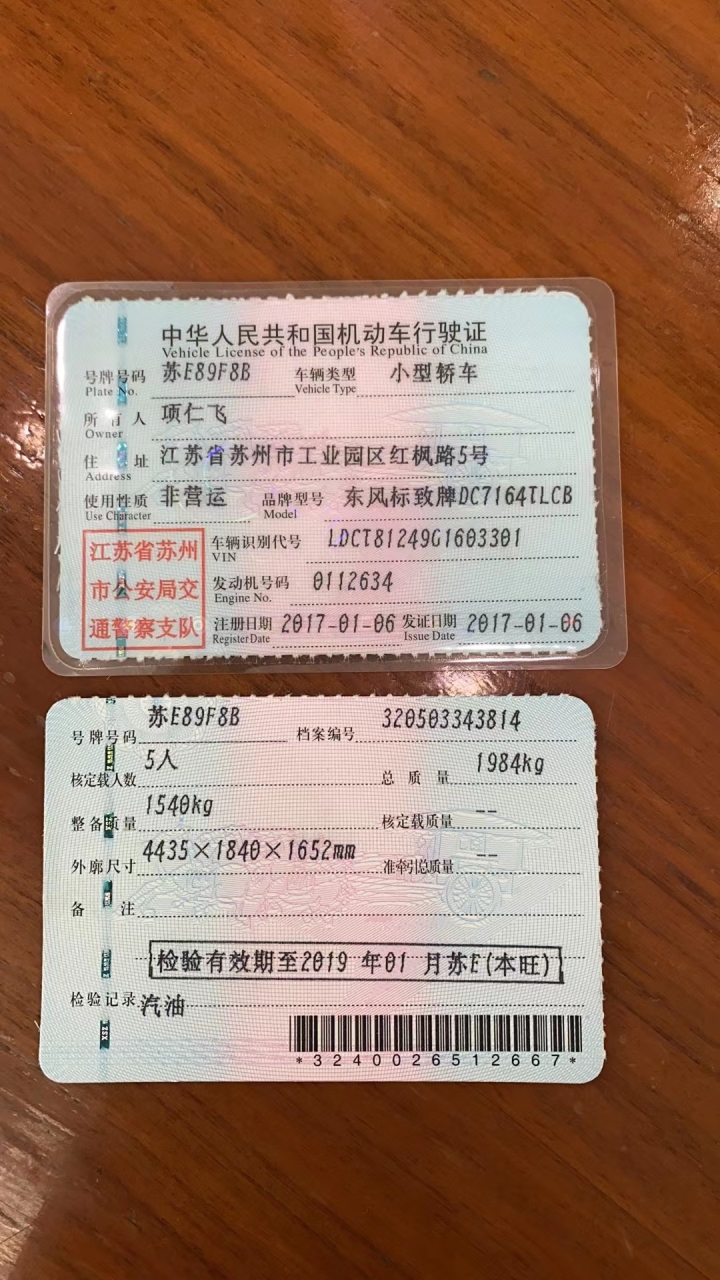 中华人民共和国机动车行驶证
Vehicle License of the People's Republic of China
号牌号码 苏E89F8B 车辆类型 小型轿车
Plate No. Vehicle Type
所有人 项仁飞
Owner
住址 江苏省苏州市工业园区红枫路5号
Address
使用性质 非营运 品牌型号 东风标致牌DC7164TLCB
Use Character Model
江苏省苏州 车辆识别代号 LDCT81249G1603301
VIN
市公安局交 发动机号码 0112634
Engine No.
通警察支队 注册日期 2017-01-06 发证日期 2017-01-06
Register Date Issue Date
号牌号码 苏E89F8B 档案编号 320503343814
核定载人数 5人 总质量 1984kg
整备质量 1540kg 核定载质量 --
外廓尺寸 4435×1840×1652mm 准牵引总质量 --
备注
检验有效期至2019 年01 月苏E(本旺)
检验记录 汽油
*3240026512667*